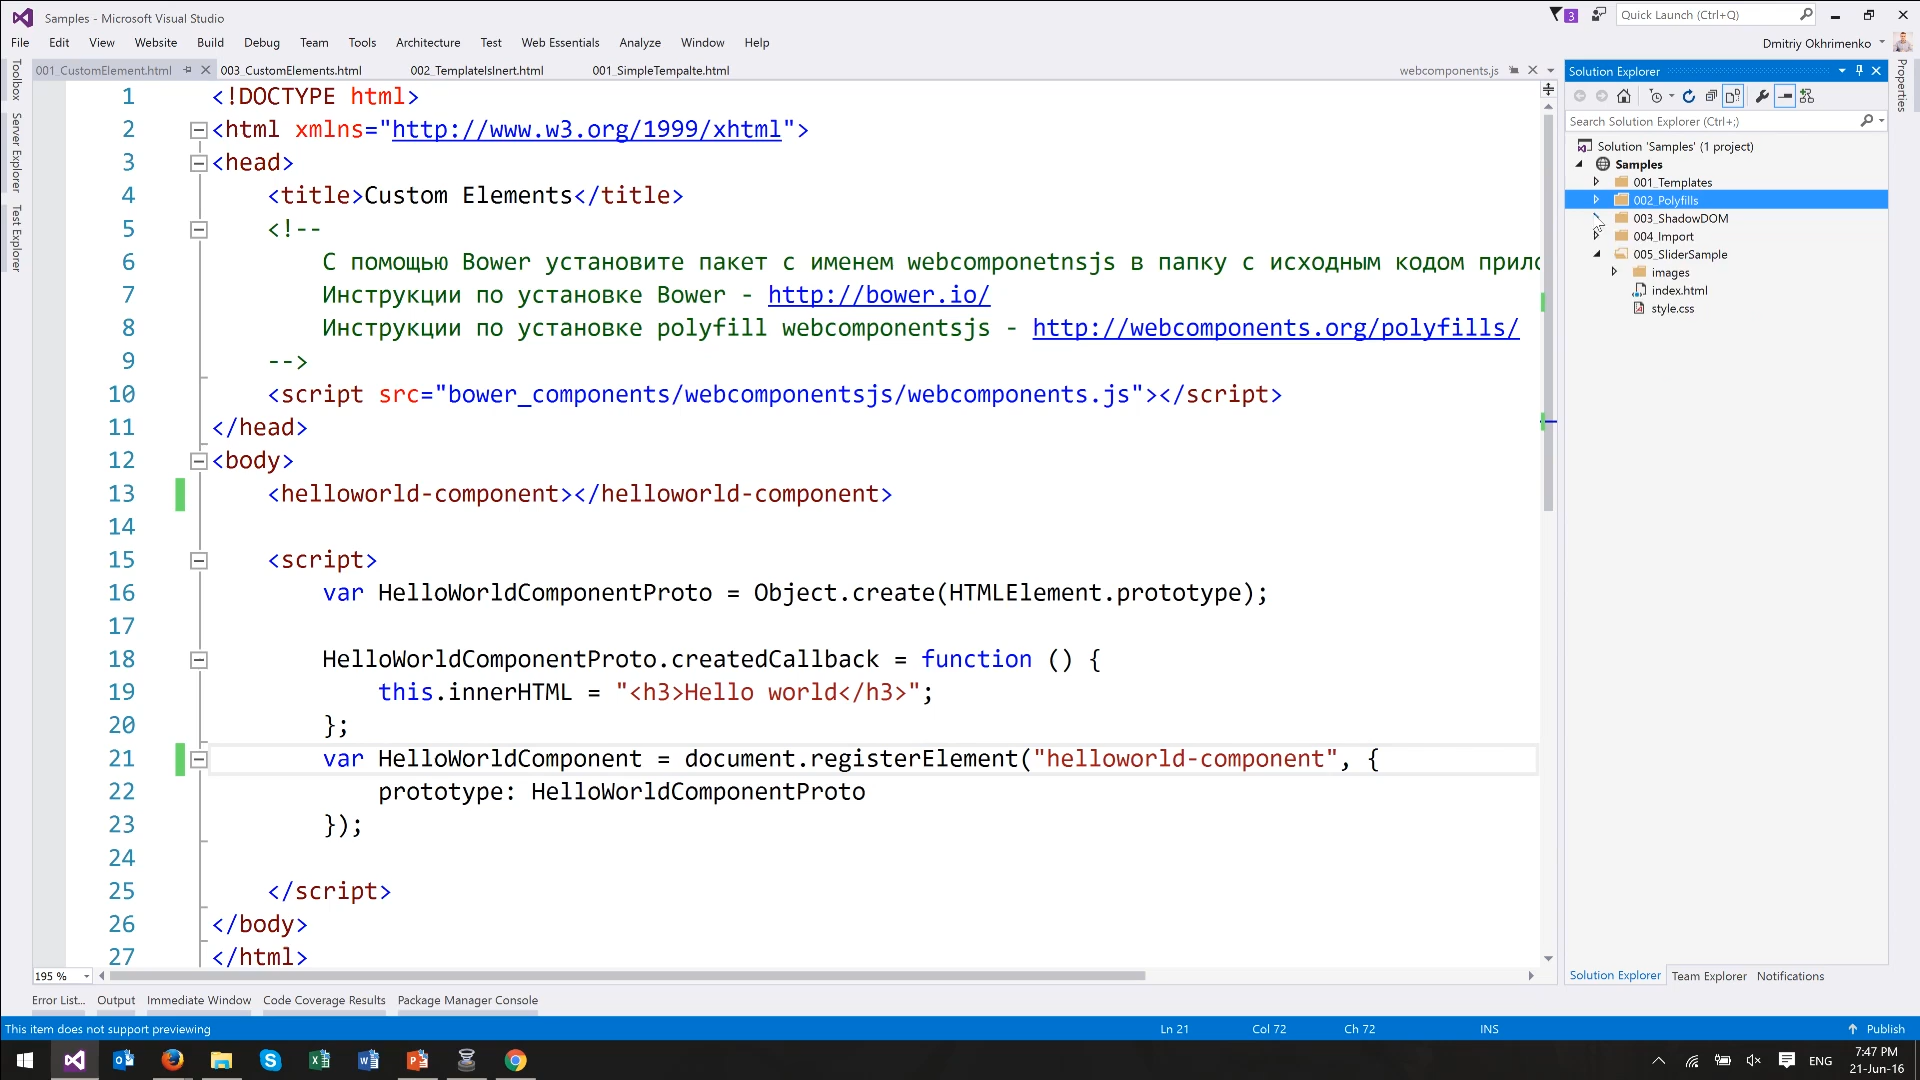 Samples - Microsoft Visual Studio
3
Quick Launch (Ctrl+Q)
File Edit View Website Build Debug Team Tools Architecture Test Web Essentials Analyze Window Help
Dmitriy Okhrimenko
Toolbox
Server Explorer
Test Explorer
001_CustomElement.html 003_CustomElements.html 002_TemplateIsInert.html 001_SimpleTempalte.html webcomponents.js
1 <!DOCTYPE html>
2 <html xmlns="http://www.w3.org/1999/xhtml">
3 <head>
4 <title>Custom Elements</title>
5 <!--
6 С помощью Bower установите пакет с именем webcomponetnsjs в папку с исходным кодом
7 Инструкции по установке Bower - http://bower.io/
8 Инструкции по установке polyfill webcomponentsjs - http://webcomponents.org/polyfills/
9 -->
10 <script src="bower_components/webcomponentsjs/webcomponents.js"></script>
11 </head>
12 <body>
13 <helloworld-component></helloworld-component>
14
15 <script>
16 var HelloWorldComponentProto = Object.create(HTMLElement.prototype);
17
18 HelloWorldComponentProto.createdCallback = function () {
19 this.innerHTML = "<h3>Hello world</h3>";
20 };
21 var HelloWorldComponent = document.registerElement("helloworld-component", {
22 prototype: HelloWorldComponentProto
23 });
24
25 </script>
26 </body>
27 </html>
195 %
Solution Explorer
Search Solution Explorer (Ctrl+;)
Solution 'Samples' (1 project)
Samples
001_Templates
002_Polyfills
003_ShadowDOM
004_Import
005_SliderSample
images
index.html
style.css
Properties
Solution Explorer Team Explorer Notifications
Error List... Output Immediate Window Code Coverage Results Package Manager Console
This item does not support previewing Ln 21 Col 72 Ch 72 INS Publish
ENG
7:47 PM
21-Jun-16